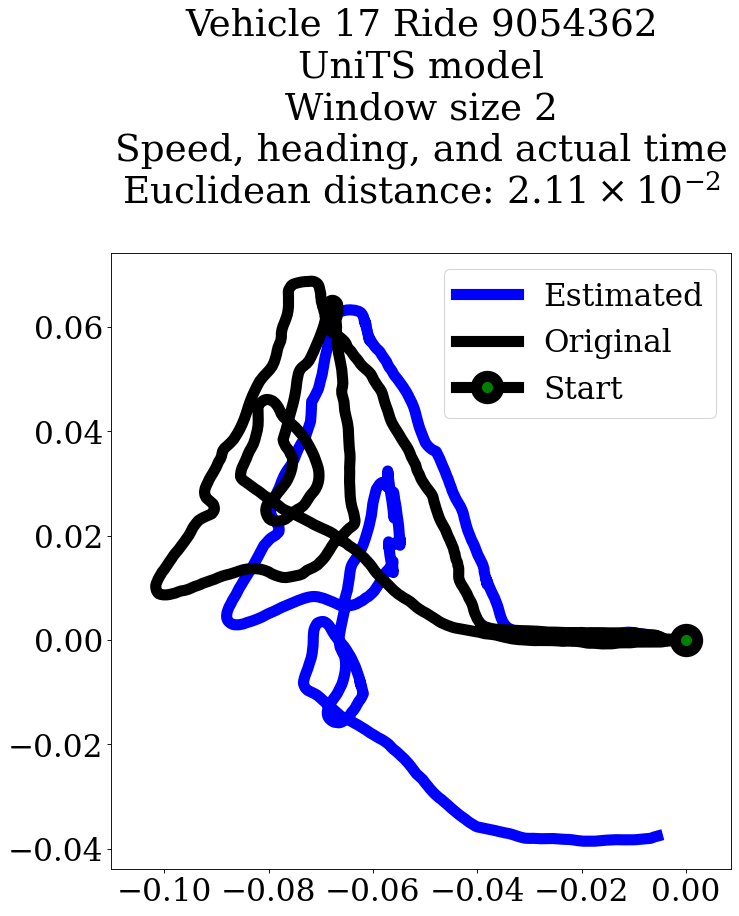 Vehicle 17 Ride 9054362
UniTS model
Window size 2
Speed, heading, and actual time
Euclidean distance: 2.11 × 10⁻²
Estimated
Original
Start
0.06
0.04
0.02
0.00
−0.02
−0.04
−0.10 −0.08 −0.06 −0.04 −0.02 0.00